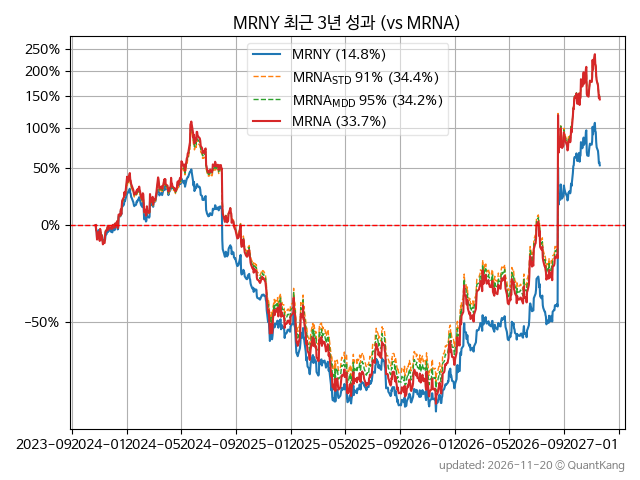 MRNY 최근 3년 성과 (vs MRNA)
MRNY (14.8%)
MRNA_STD 91% (34.4%)
MRNA_MDD 95% (34.2%)
MRNA (33.7%)
250%
200%
150%
100%
50%
0%
−50%
2023-09 2024-01 2024-05 2024-09 2025-01 2025-05 2025-09 2026-01 2026-05 2026-09 2027-01
updated: 2026-11-20 © QuantKang